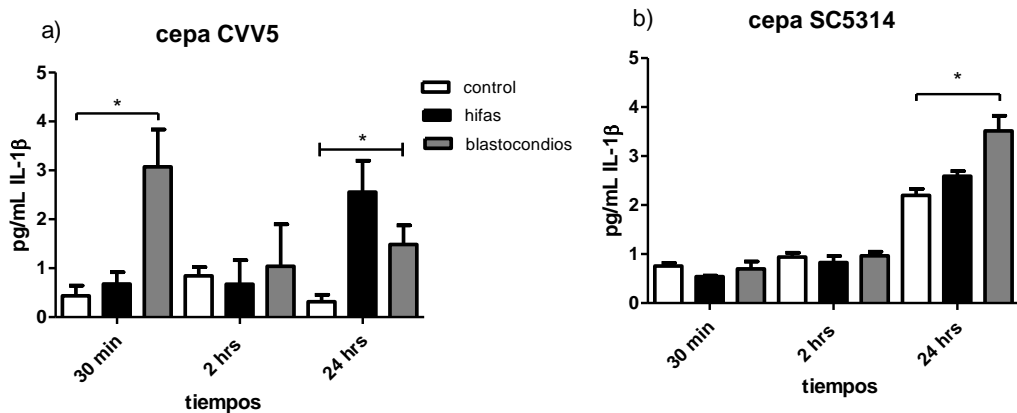 a)
cepa CVV5
5
4
3
2
1
0
pg/mL IL-1β
*
*
30 min
2 hrs
24 hrs
tiempos
control
hifas
blastocondios
b)
cepa SC5314
5
4
3
2
1
0
pg/mL IL-1β
*
30 min
2 hrs
24 hrs
tiempos